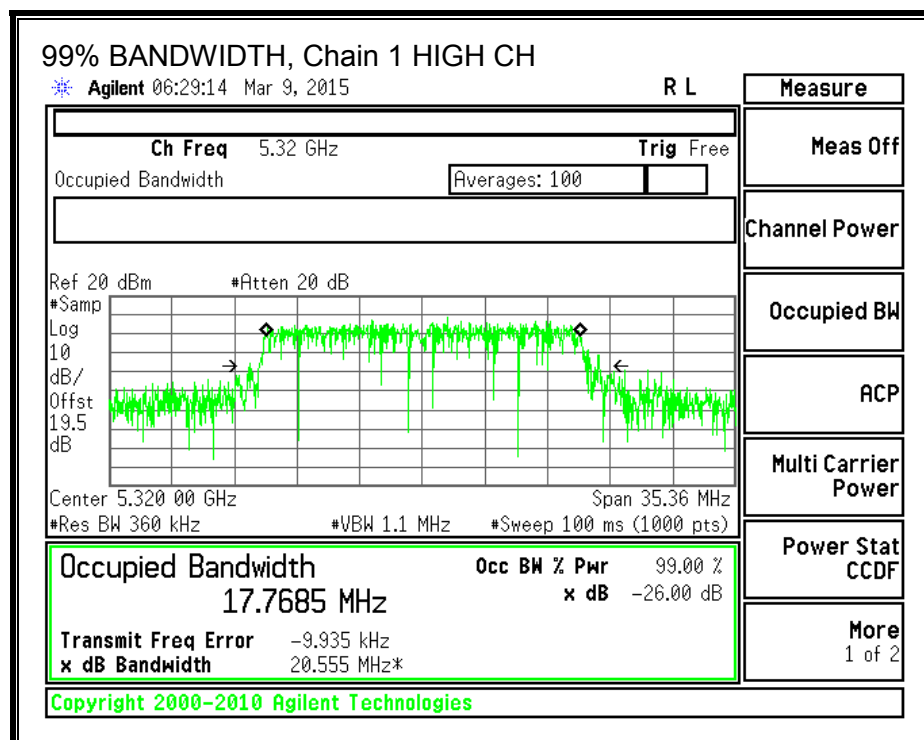 99% BANDWIDTH, Chain 1 HIGH CH
Agilent 06:29:14 Mar 9, 2015 R L
Ch Freq 5.32 GHz Trig Free
Occupied Bandwidth Averages: 100
Ref 20 dBm #Atten 20 dB
#Samp
Log
10
dB/
Offst
19.5
dB
Center 5.320 00 GHz Span 35.36 MHz
#Res BW 360 kHz #VBW 1.1 MHz #Sweep 100 ms (1000 pts)
Occupied Bandwidth Occ BW % Pwr 99.00 %
17.7685 MHz x dB -26.00 dB
Transmit Freq Error -9.935 kHz
x dB Bandwidth 20.555 MHz*
Copyright 2000-2010 Agilent Technologies
Measure
Meas Off
Channel Power
Occupied BW
ACP
Multi Carrier
Power
Power Stat
CCDF
More
1 of 2